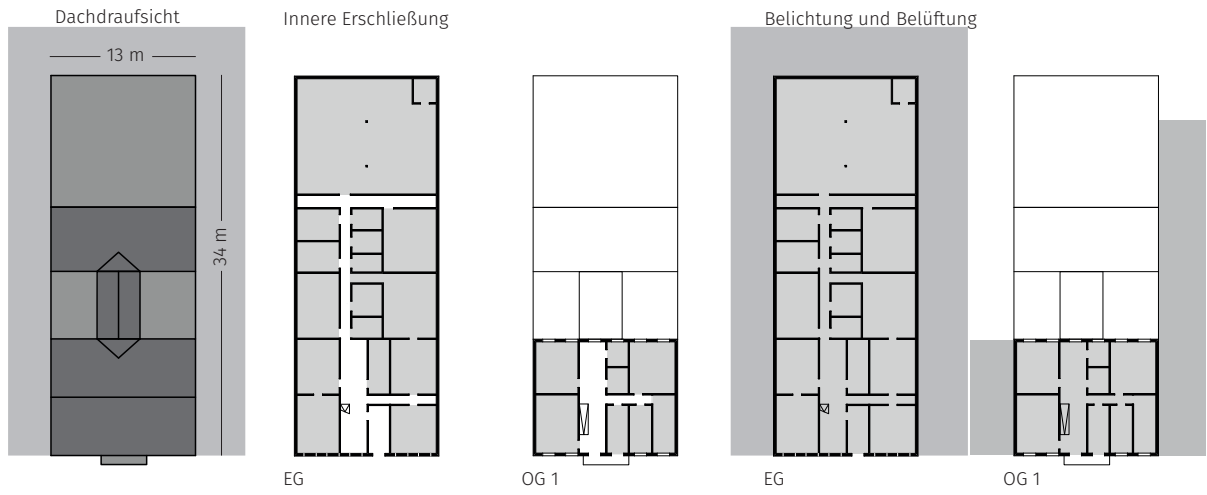 Dachdraufsicht
Innere Erschließung
Belichtung und Belüftung
13 m
34 m
EG
OG 1
EG
OG 1